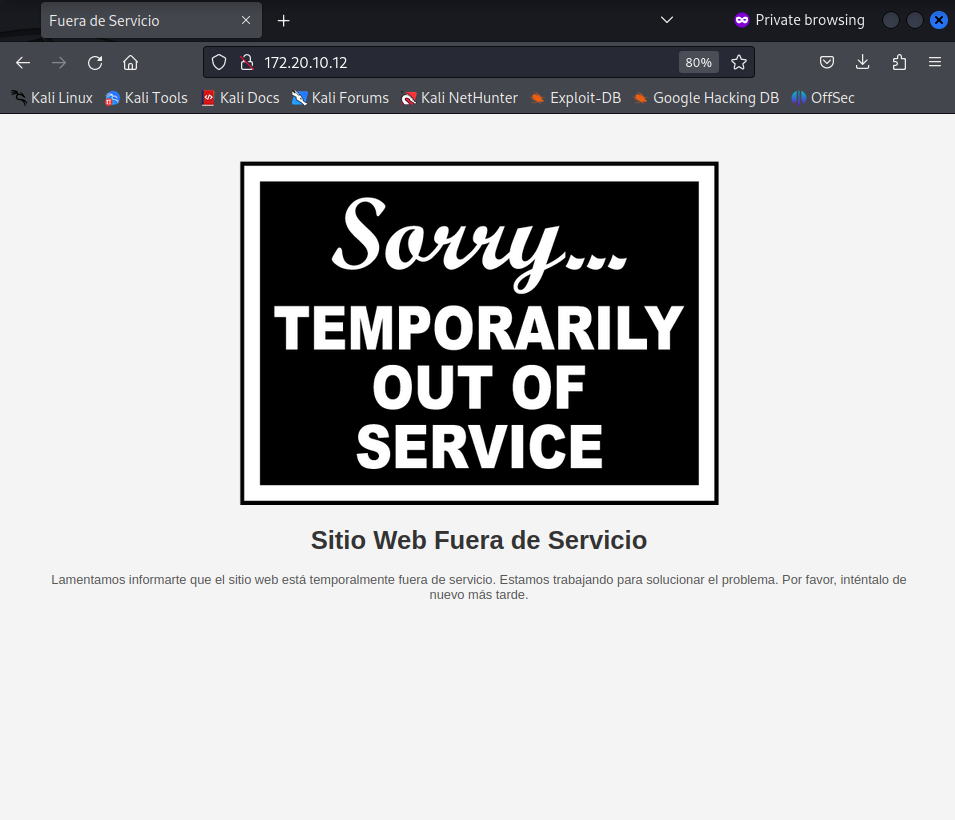 Fuera de Servicio
Private browsing
172.20.10.12
80%
Kali Linux
Kali Tools
Kali Docs
Kali Forums
Kali NetHunter
Exploit-DB
Google Hacking DB
OffSec
Sorry...
TEMPORARILY
OUT OF
SERVICE
Sitio Web Fuera de Servicio
Lamentamos informarte que el sitio web está temporalmente fuera de servicio. Estamos trabajando para solucionar el problema. Por favor, inténtalo de
nuevo más tarde.